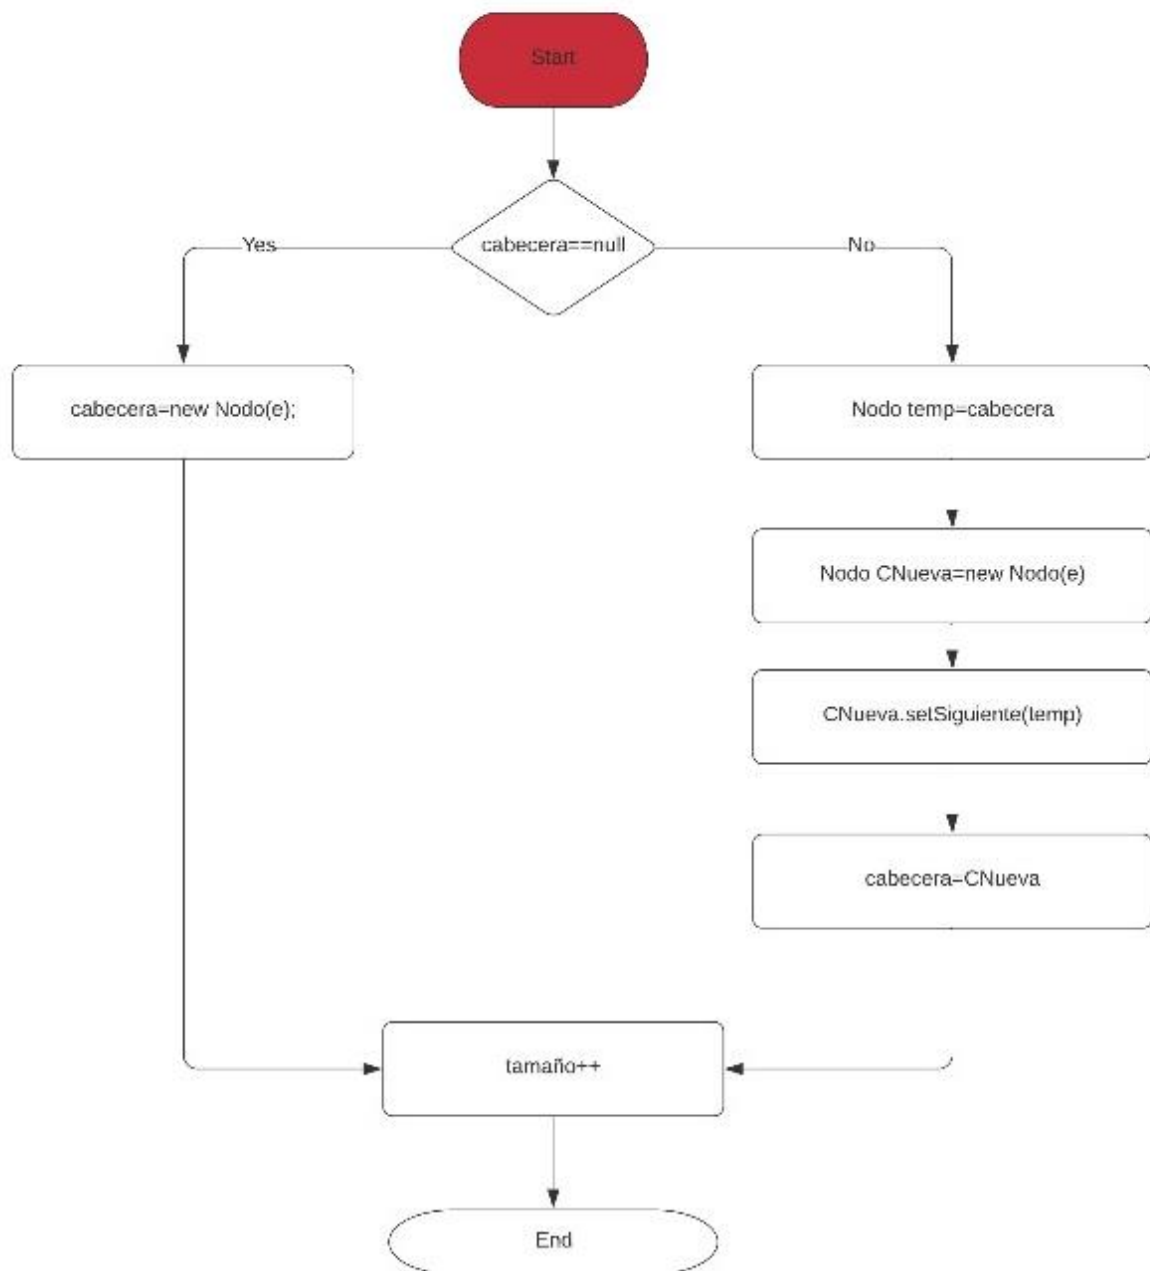 Start
cabecera==null
Yes
No
cabecera=new Nodo(e);
Nodo temp=cabecera
Nodo CNueva=new Nodo(e)
CNueva.setSiguiente(temp)
cabecera=CNueva
tamaño++
End